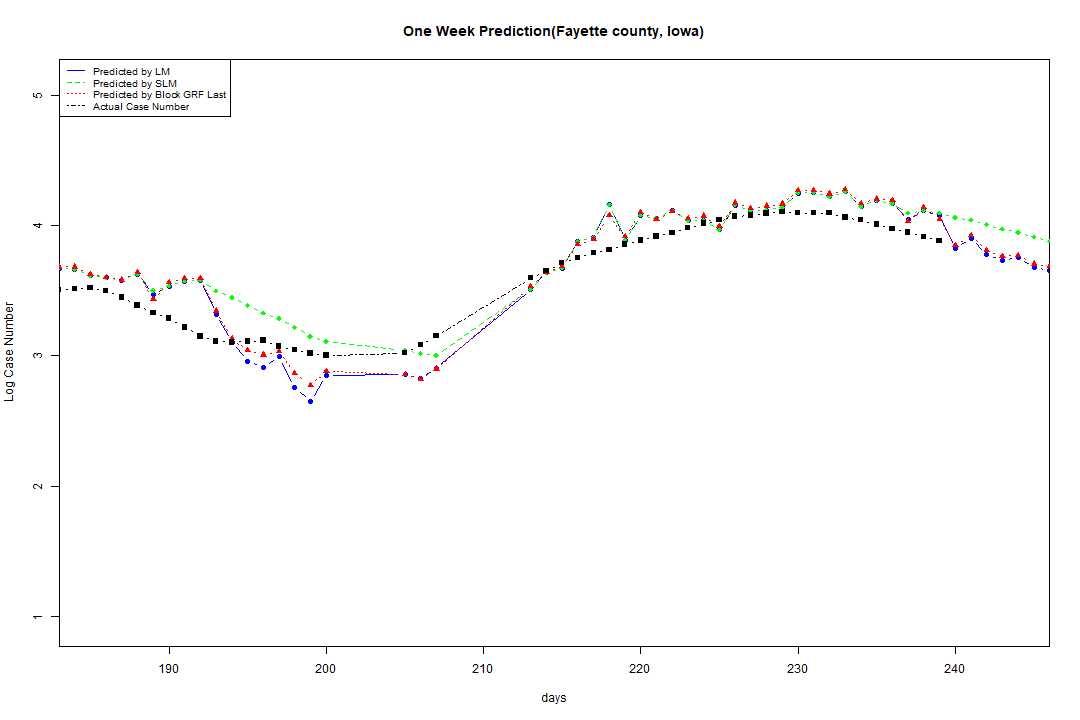 One Week Prediction(Fayette county, Iowa)
Predicted by LM
Predicted by SLM
Predicted by Block GRF Last
Actual Case Number
5
4
3
2
1
Log Case Number
190 200 210 220 230 240
days